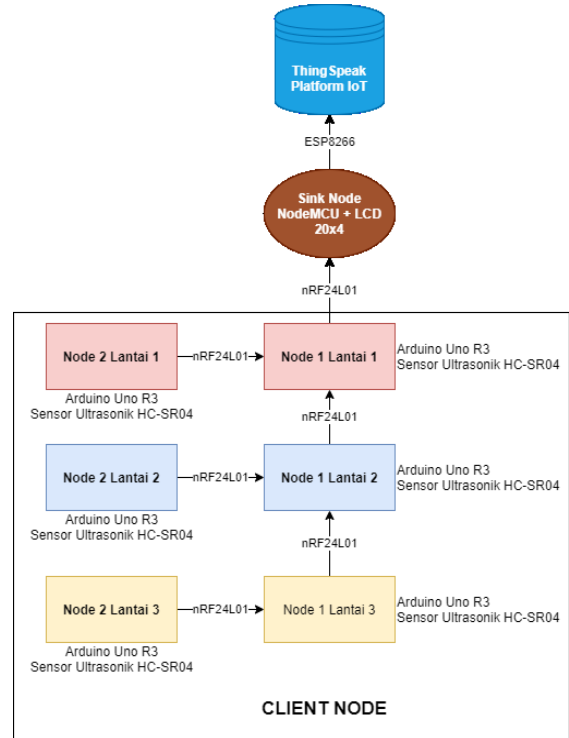 ThingSpeak
Platform IoT
ESP8266
Sink Node
NodeMCU + LCD
20x4
nRF24L01
Node 2 Lantai 1
nRF24L01
Node 1 Lantai 1
Arduino Uno R3
Sensor Ultrasonik HC-SR04
Arduino Uno R3
Sensor Ultrasonik HC-SR04
nRF24L01
Node 2 Lantai 2
nRF24L01
Node 1 Lantai 2
Arduino Uno R3
Sensor Ultrasonik HC-SR04
Arduino Uno R3
Sensor Ultrasonik HC-SR04
nRF24L01
Node 2 Lantai 3
nRF24L01
Node 1 Lantai 3
Arduino Uno R3
Sensor Ultrasonik HC-SR04
Arduino Uno R3
Sensor Ultrasonik HC-SR04
CLIENT NODE